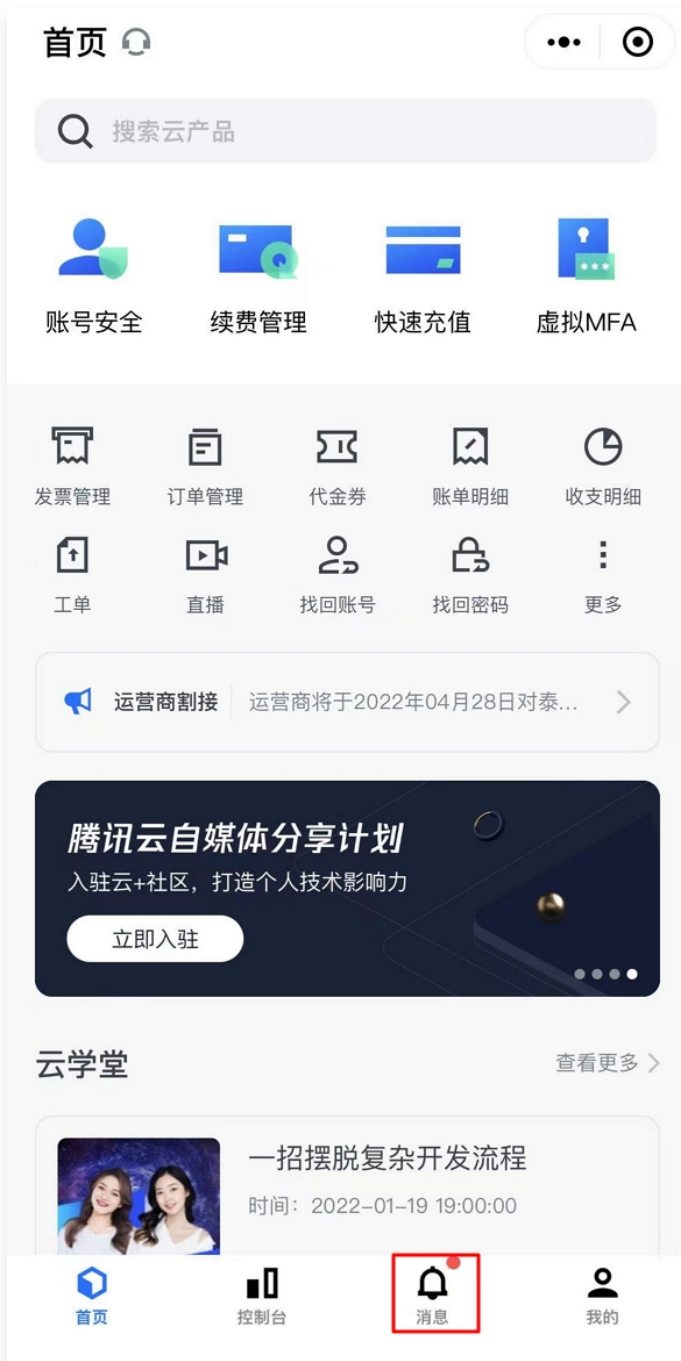 首页
搜索云产品
账号安全 续费管理 快速充值 虚拟MFA
发票管理 订单管理 代金券 账单明细 收支明细
工单 直播 找回账号 找回密码 更多
运营商割接 运营商将于2022年04月28日对泰...
腾讯云自媒体分享计划
入驻云+社区，打造个人技术影响力
立即入驻
云学堂 查看更多
一招摆脱复杂开发流程
时间：2022-01-19 19:00:00
首页 控制台 消息 我的